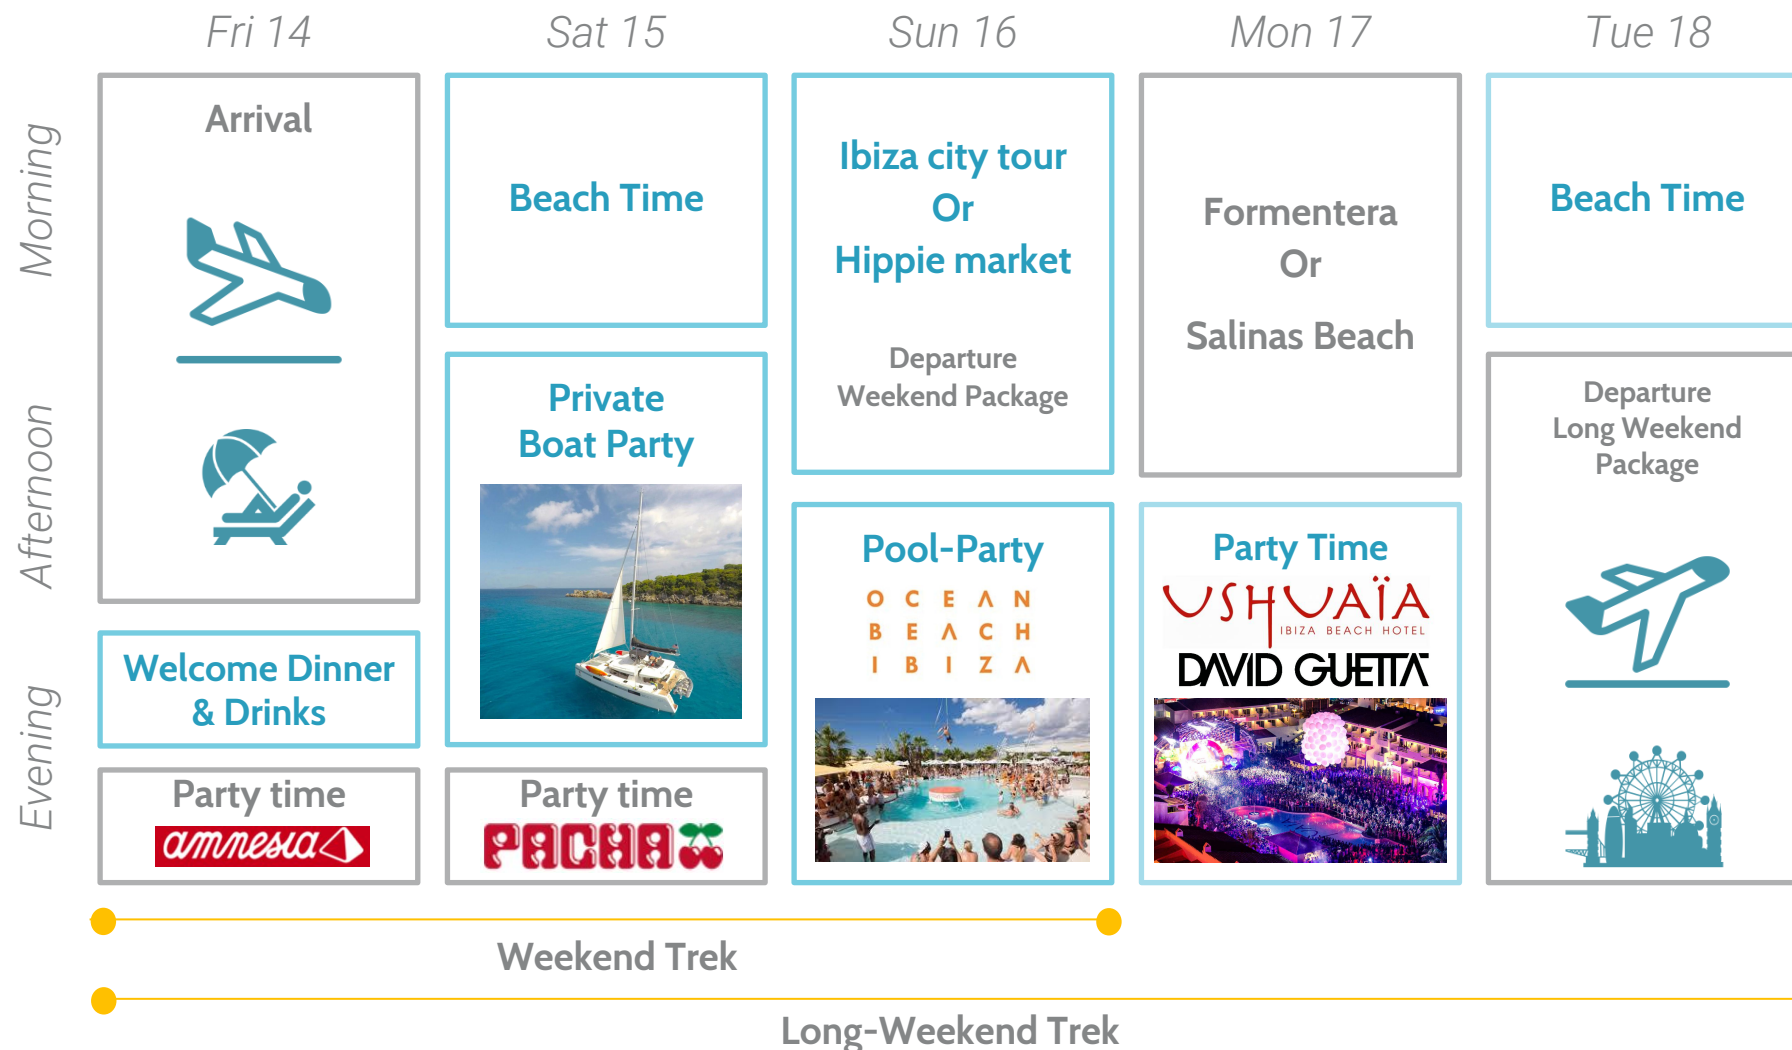 Fri 14
Sat 15
Sun 16
Mon 17
Tue 18
Morning
Afternoon
Evening
Arrival
Welcome Dinner
& Drinks
Party time
amnesia
Beach Time
Private
Boat Party
Party time
PACHA
Ibiza city tour
Or
Hippie market
Departure
Weekend Package
Pool-Party
OCEAN
BEACH
IBIZA
Formentera
Or
Salinas Beach
Party Time
USHUAÏA
IBIZA BEACH HOTEL
DAVID GUETTA
Beach Time
Departure
Long Weekend
Package
Weekend Trek
Long-Weekend Trek